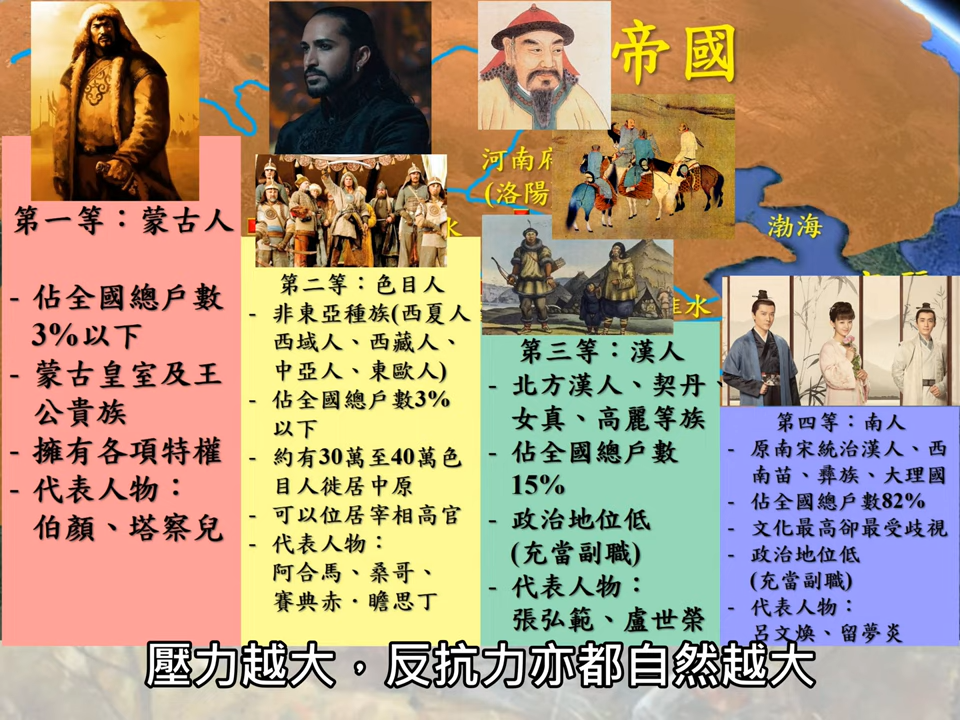 帝國
河南府
(洛陽
水
渤海
淮水
第一等：蒙古人
- 佔全國總戶數
3%以下
- 蒙古皇室及王
公貴族
- 擁有各項特權
- 代表人物：
伯顏、塔察兒
第二等：色目人
- 非東亞種族(西夏人
西域人、西藏人、
中亞人、東歐人)
- 佔全國總戶數3%
以下
- 約有30萬至40萬色
目人徙居中原
- 可以位居宰相高官
- 代表人物：
阿合馬、桑哥、
賽典赤・瞻思丁
第三等：漢人
- 北方漢人、契丹、
女真、高麗等族
- 佔全國總戶數
15%
- 政治地位低
(充當副職)
- 代表人物：
張弘範、盧世榮
第四等：南人
- 原南宋統治漢人、西
南苗、彝族、大理國
- 佔全國總戶數82%
- 文化最高卻最受歧視
- 政治地位低
(充當副職)
- 代表人物：
呂文煥、留夢炎
壓力越大，反抗力亦都自然越大